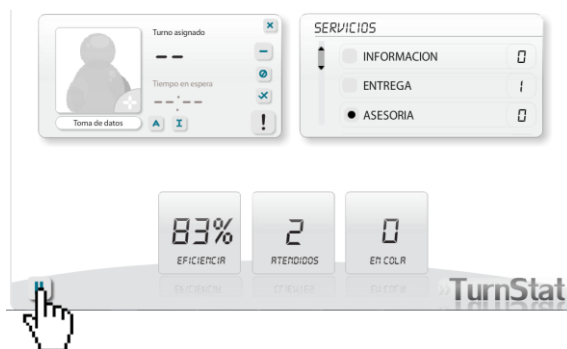 Turno asignado
--
Tiempo en espera
--:--
Toma de datos
A I
!
SERVICIOS
INFORMACION 0
ENTREGA 1
ASESORIA 0
83%
EFICIENCIA
2
ATENDIDOS
0
EN COLA
TurnStat